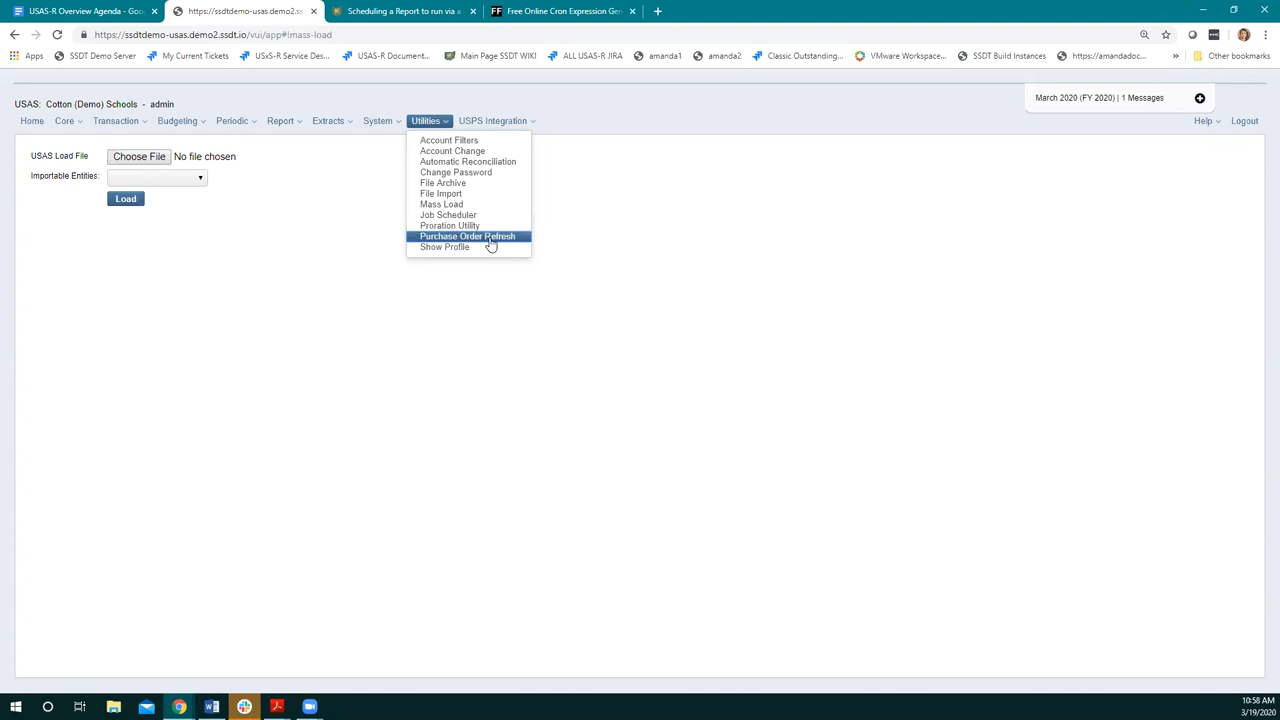 USAS-R Overview Agenda - Goo
https://ssdtdemo-usas.demo2.ss
Scheduling a Report to run via a
Free Online Cron Expression Gen
https://ssdtdemo-usas.demo2.ssdt.io/vui/app#!mass-load
Apps
SSDT Demo Server
My Current Tickets
USxS-R Service Des...
USAS-R Document...
Main Page SSDT WIKI
ALL USAS-R JIRA
amanda1
amanda2
Classic Outstanding...
VMware Workspace...
SSDT Build Instances
https://amandadoc...
»
Other bookmarks
USAS: Cotton (Demo) Schools - admin
March 2020 (FY 2020) | 1 Messages
Home
Core
Transaction
Budgeting
Periodic
Report
Extracts
System
Utilities
USPS Integration
Help
Logout
USAS Load File
Choose File
No file chosen
Importable Entities:
Load
Account Filters
Account Change
Automatic Reconciliation
Change Password
File Archive
File Import
Mass Load
Job Scheduler
Proration Utility
Purchase Order Refresh
Show Profile
10:58 AM
3/19/2020